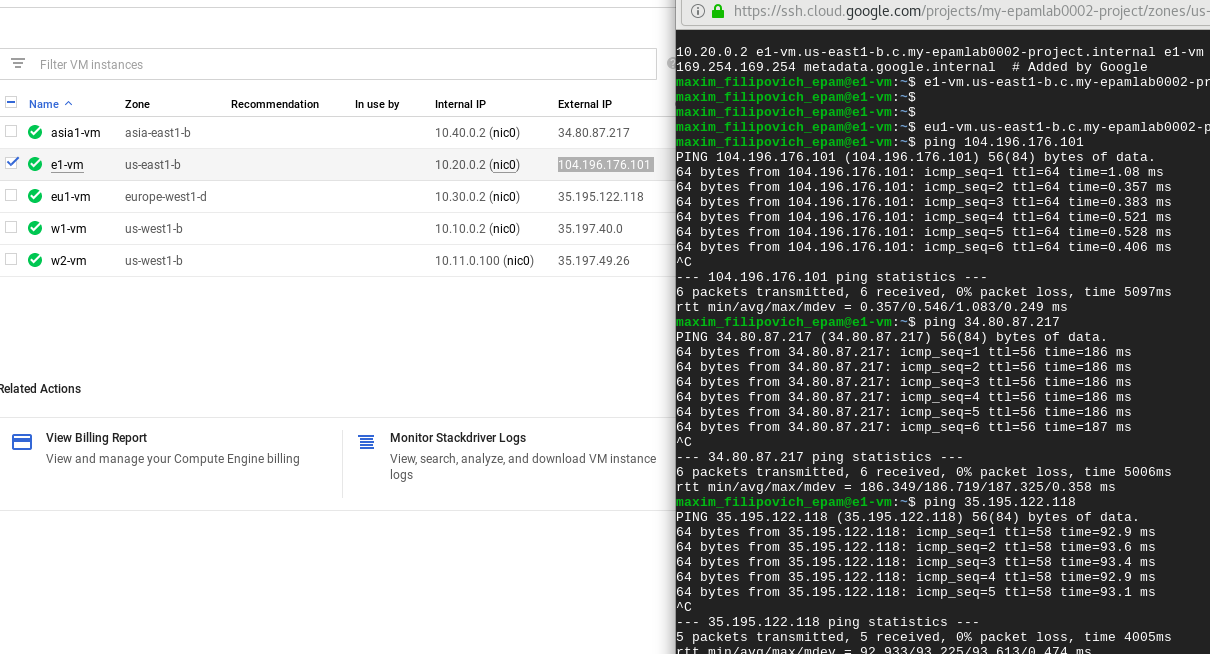 Filter VM instances
Name Zone Recommendation In use by Internal IP External IP
asia1-vm asia-east1-b 10.40.0.2 (nic0) 34.80.87.217
e1-vm us-east1-b 10.20.0.2 (nic0) 104.196.176.101
eu1-vm europe-west1-d 10.30.0.2 (nic0) 35.195.122.118
w1-vm us-west1-b 10.10.0.2 (nic0) 35.197.40.0
w2-vm us-west1-b 10.11.0.100 (nic0) 35.197.49.26
Related Actions
View Billing Report
View and manage your Compute Engine billing
Monitor Stackdriver Logs
View, search, analyze, and download VM instance
logs
https://ssh.cloud.google.com/projects/my-epamlab0002-project/zones/us-
10.20.0.2 e1-vm.us-east1-b.c.my-epamlab0002-project.internal e1-vm
169.254.169.254 metadata.google.internal  # Added by Google
maxim_filipovich_epam@e1-vm:~$ e1-vm.us-east1-b.c.my-epamlab0002-pr
maxim_filipovich_epam@e1-vm:~$
maxim_filipovich_epam@e1-vm:~$
maxim_filipovich_epam@e1-vm:~$ eu1-vm.us-east1-b.c.my-epamlab0002-p
maxim_filipovich_epam@e1-vm:~$ ping 104.196.176.101
PING 104.196.176.101 (104.196.176.101) 56(84) bytes of data.
64 bytes from 104.196.176.101: icmp_seq=1 ttl=64 time=1.08 ms
64 bytes from 104.196.176.101: icmp_seq=2 ttl=64 time=0.357 ms
64 bytes from 104.196.176.101: icmp_seq=3 ttl=64 time=0.383 ms
64 bytes from 104.196.176.101: icmp_seq=4 ttl=64 time=0.521 ms
64 bytes from 104.196.176.101: icmp_seq=5 ttl=64 time=0.528 ms
64 bytes from 104.196.176.101: icmp_seq=6 ttl=64 time=0.406 ms
^C
--- 104.196.176.101 ping statistics ---
6 packets transmitted, 6 received, 0% packet loss, time 5097ms
rtt min/avg/max/mdev = 0.357/0.546/1.083/0.249 ms
maxim_filipovich_epam@e1-vm:~$ ping 34.80.87.217
PING 34.80.87.217 (34.80.87.217) 56(84) bytes of data.
64 bytes from 34.80.87.217: icmp_seq=1 ttl=56 time=186 ms
64 bytes from 34.80.87.217: icmp_seq=2 ttl=56 time=186 ms
64 bytes from 34.80.87.217: icmp_seq=3 ttl=56 time=186 ms
64 bytes from 34.80.87.217: icmp_seq=4 ttl=56 time=186 ms
64 bytes from 34.80.87.217: icmp_seq=5 ttl=56 time=186 ms
64 bytes from 34.80.87.217: icmp_seq=6 ttl=56 time=187 ms
^C
--- 34.80.87.217 ping statistics ---
6 packets transmitted, 6 received, 0% packet loss, time 5006ms
rtt min/avg/max/mdev = 186.349/186.719/187.325/0.358 ms
maxim_filipovich_epam@e1-vm:~$ ping 35.195.122.118
PING 35.195.122.118 (35.195.122.118) 56(84) bytes of data.
64 bytes from 35.195.122.118: icmp_seq=1 ttl=58 time=92.9 ms
64 bytes from 35.195.122.118: icmp_seq=2 ttl=58 time=93.6 ms
64 bytes from 35.195.122.118: icmp_seq=3 ttl=58 time=93.4 ms
64 bytes from 35.195.122.118: icmp_seq=4 ttl=58 time=92.9 ms
64 bytes from 35.195.122.118: icmp_seq=5 ttl=58 time=93.1 ms
^C
--- 35.195.122.118 ping statistics ---
5 packets transmitted, 5 received, 0% packet loss, time 4005ms
rtt min/avg/max/mdev = 92.933/93.225/93.613/0.474 ms